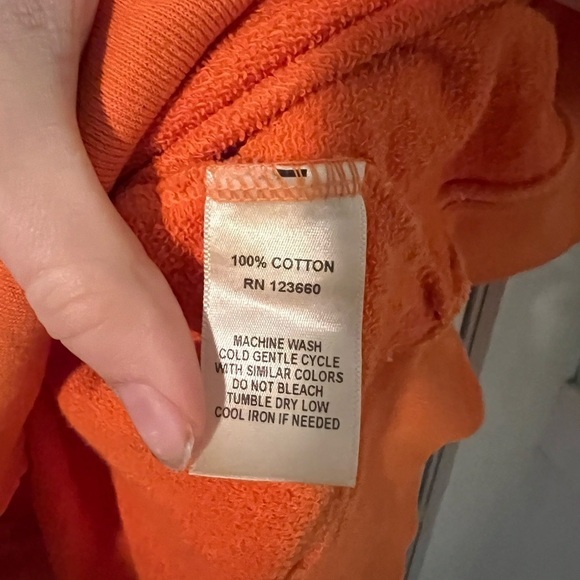 100% COTTON
RN 123660
MACHINE WASH
COLD GENTLE CYCLE
WITH SIMILAR COLORS
DO NOT BLEACH
TUMBLE DRY LOW
COOL IRON IF NEEDED